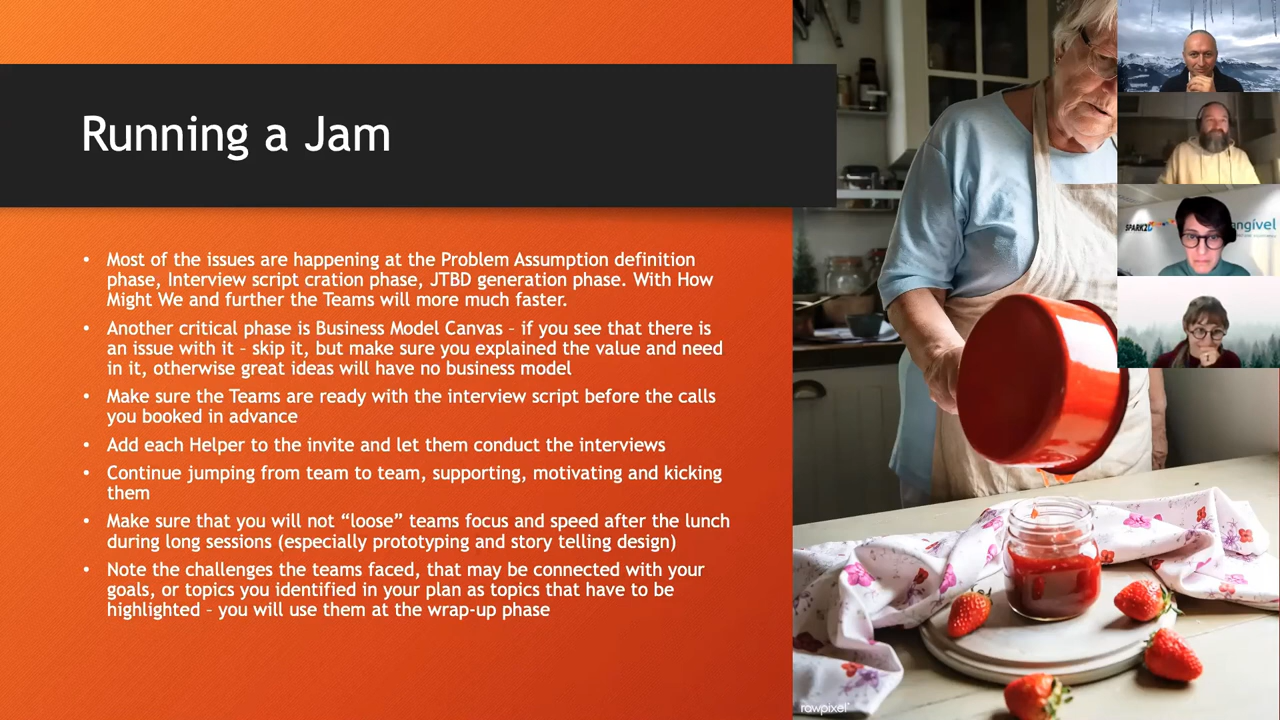 Running a Jam
• Most of the issues are happening at the Problem Assumption definition
phase, Interview script cration phase, JTBD generation phase. With How
Might We and further the Teams will more much faster.
• Another critical phase is Business Model Canvas – if you see that there is
an issue with it – skip it, but make sure you explained the value and need
in it, otherwise great ideas will have no business model
• Make sure the Teams are ready with the interview script before the calls
you booked in advance
• Add each Helper to the invite and let them conduct the interviews
• Continue jumping from team to team, supporting, motivating and kicking
them
• Make sure that you will not “loose” teams focus and speed after the lunch
during long sessions (especially prototyping and story telling design)
• Note the challenges the teams faced, that may be connected with your
goals, or topics you identified in your plan as topics that have to be
highlighted – you will use them at the wrap-up phase
SPARK2D
angível
rawpixel